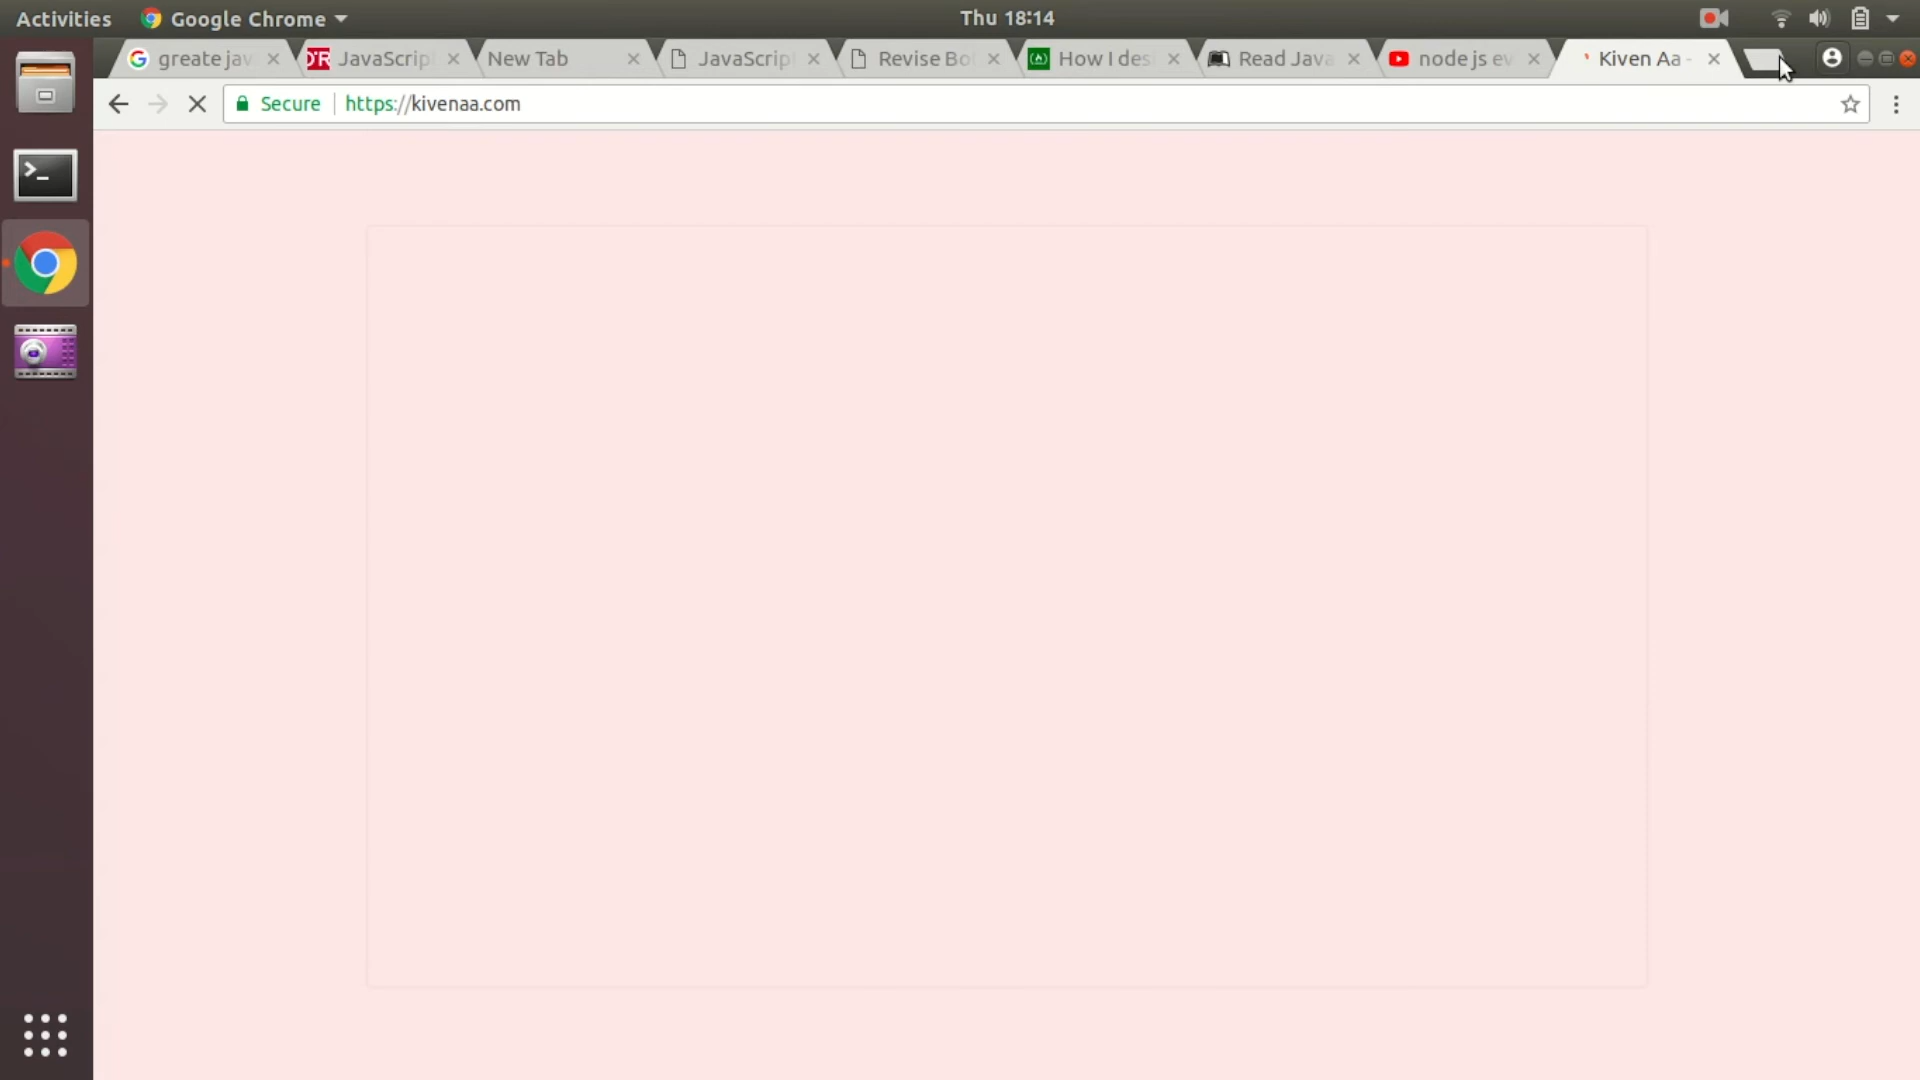 Activities Google Chrome Thu 18:14
greate jav JavaScrip New Tab JavaScrip Revise Bo How I des Read Java node js ev Kiven Aa -
Secure https://kivenaa.com